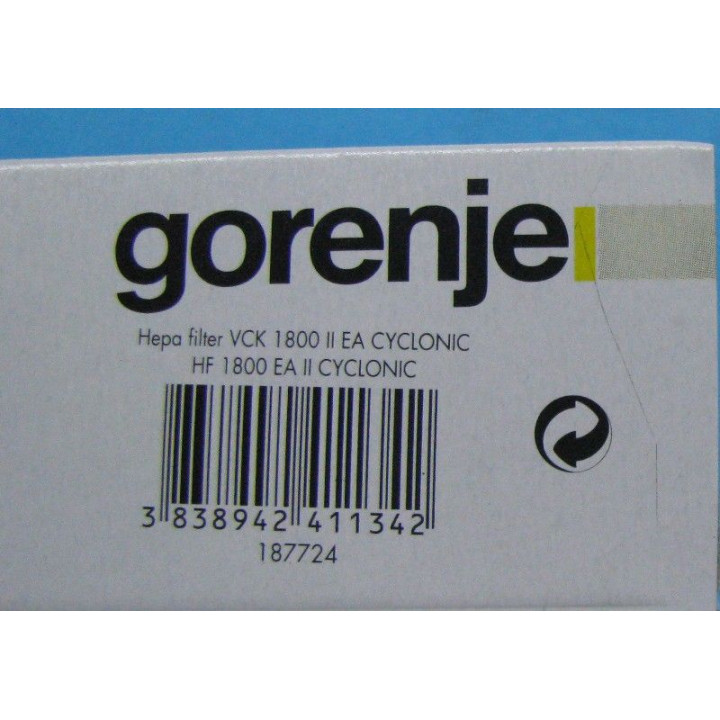 gorenje
Hepa filter VCK 1800 II EA CYCLONIC
HF 1800 EA II CYCLONIC
3 838942 411342
187724